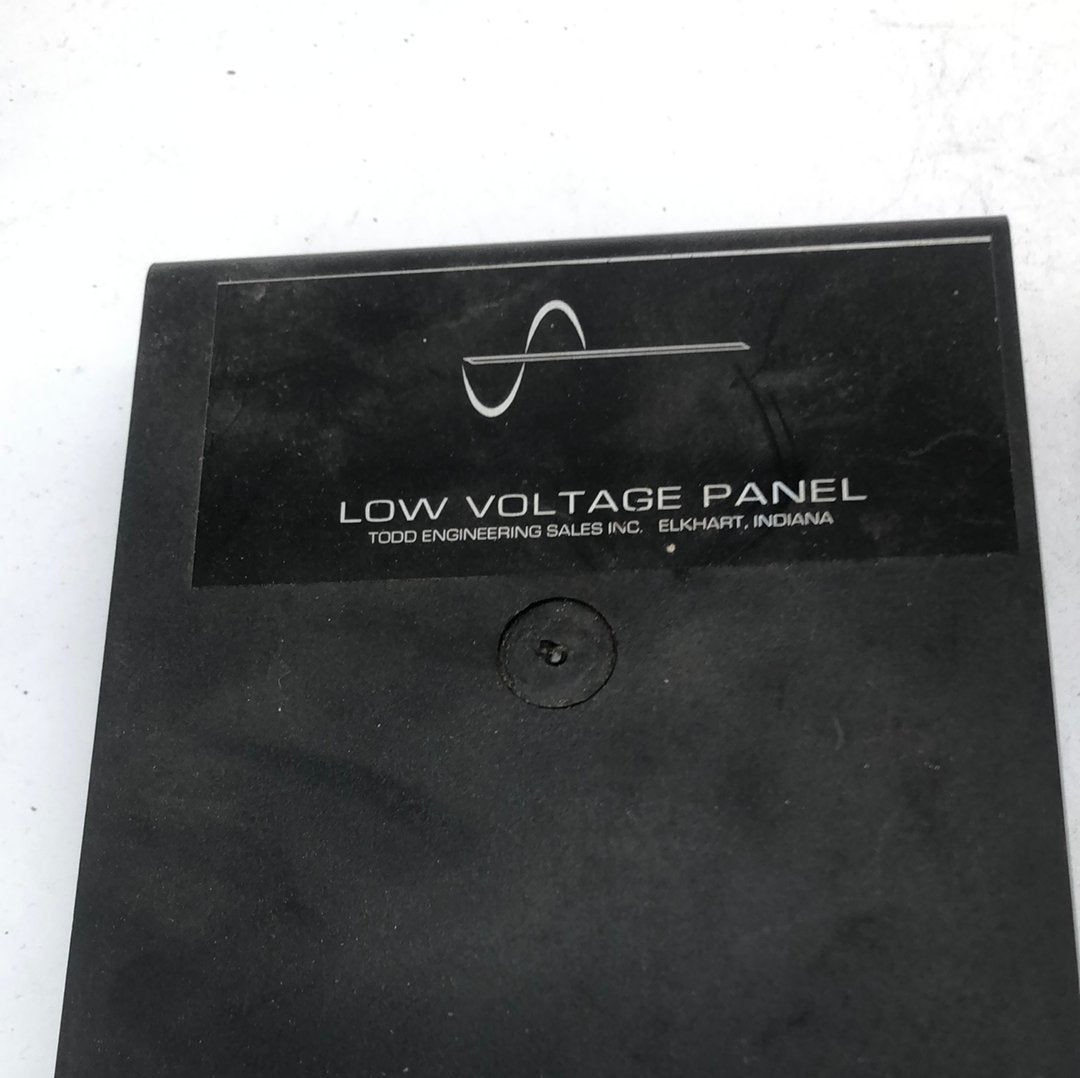 LOW VOLTAGE PANEL
TODD ENGINEERING SALES INC. ELKHART, INDIANA